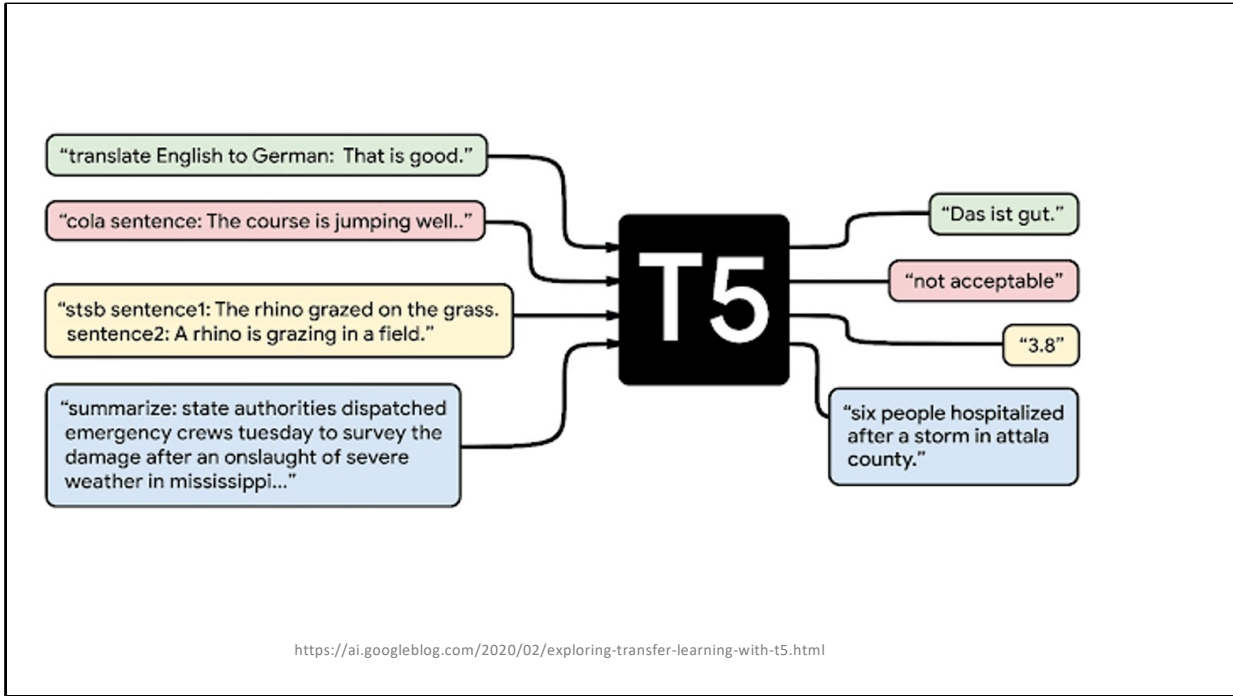 “translate English to German: That is good.”
“cola sentence: The course is jumping well..”
“stsb sentence1: The rhino grazed on the grass.
sentence2: A rhino is grazing in a field.”
“summarize: state authorities dispatched
emergency crews tuesday to survey the
damage after an onslaught of severe
weather in mississippi...”
T5
“Das ist gut.”
“not acceptable”
“3.8”
“six people hospitalized
after a storm in attala
county.”
https://ai.googleblog.com/2020/02/exploring-transfer-learning-with-t5.html